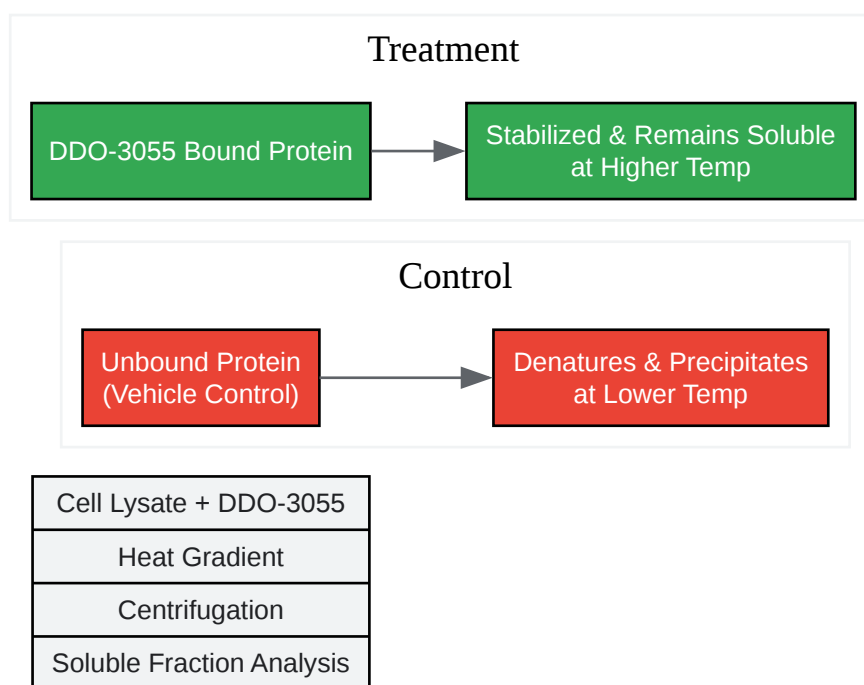 Treatment
DDO-3055 Bound Protein
Stabilized & Remains Soluble
at Higher Temp
Control
Unbound Protein
(Vehicle Control)
Denatures & Precipitates
at Lower Temp
Cell Lysate + DDO-3055
Heat Gradient
Centrifugation
Soluble Fraction Analysis